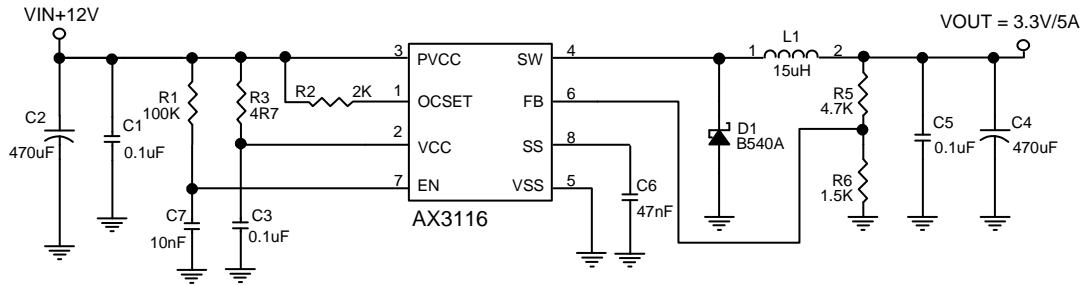 VIN+12V
VOUT = 3.3V/5A
L1
1 2
15uH
3 PVCC SW 4
R1
100K
R3
4R7
R2 2K
1 OCSET FB 6
R5
4.7K
C2
470uF
C1
0.1uF
2 VCC SS 8
D1
B540A
C5
0.1uF
C4
470uF
7 EN VSS 5
R6
1.5K
C7
10nF
C3
0.1uF
C6
47nF
AX3116